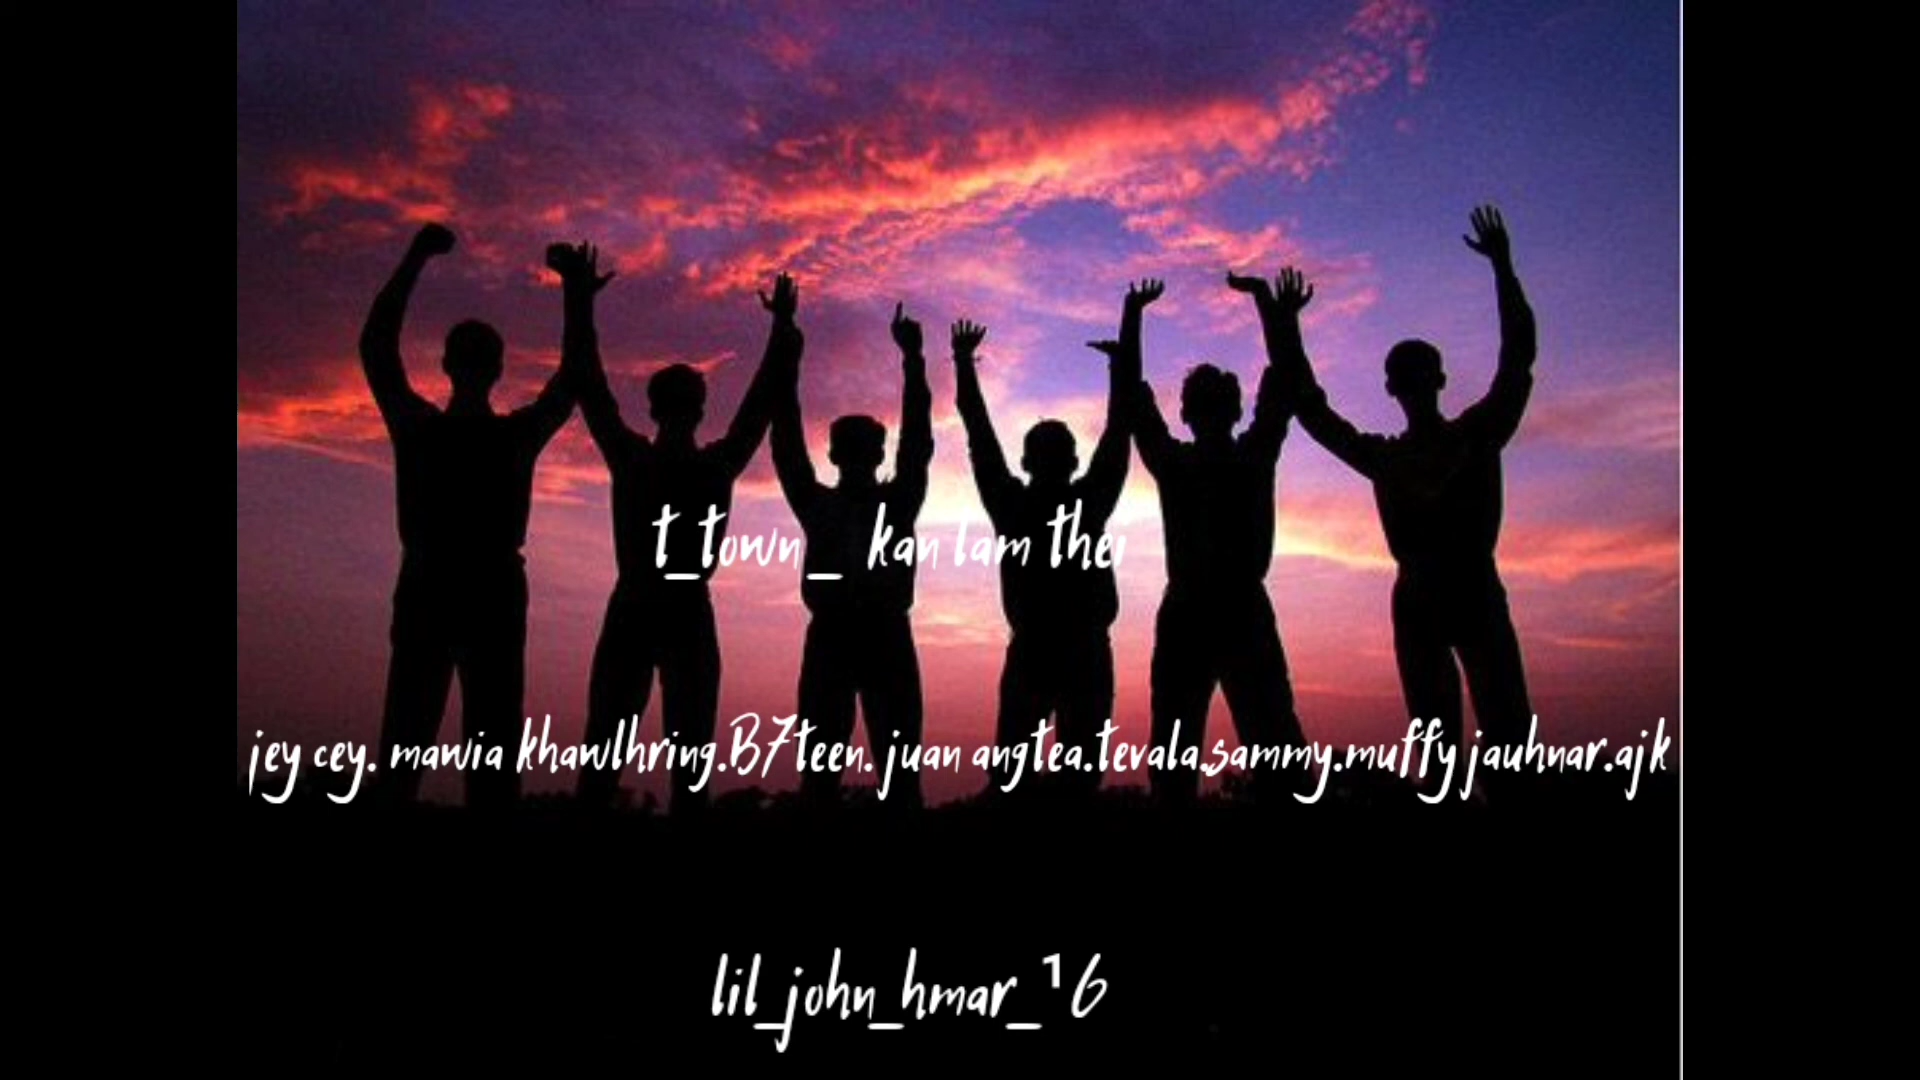 t_town_ kan lam thei
jey cey. mawia khawlhring.B7teen. juan angtea.tevala.sammy.muffy jauhnar.ajk
lil_john_hmar_¹6